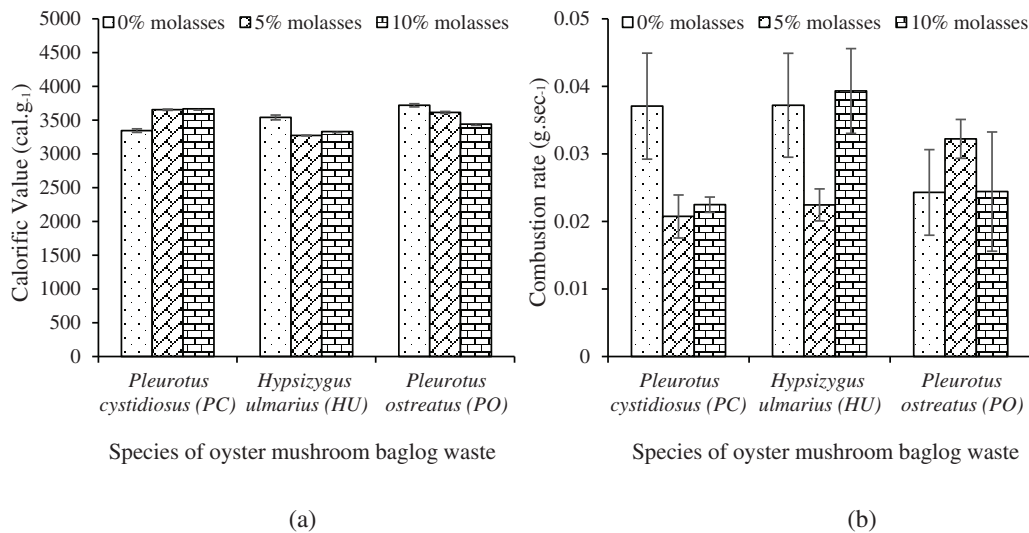 0% molasses 5% molasses 10% molasses
Calorific Value (cal.g-1)
5000
4500
4000
3500
3000
2500
2000
1500
1000
500
0
Pleurotus cystidiosus (PC)
Hypsizygus ulmarius (HU)
Pleurotus ostreatus (PO)
Species of oyster mushroom baglog waste
(a)
0% molasses 5% molasses 10% molasses
Combustion rate (g.sec-1)
0.05
0.04
0.03
0.02
0.01
0
Pleurotus cystidiosus (PC)
Hypsizygus ulmarius (HU)
Pleurotus ostreatus (PO)
Species of oyster mushroom baglog waste
(b)